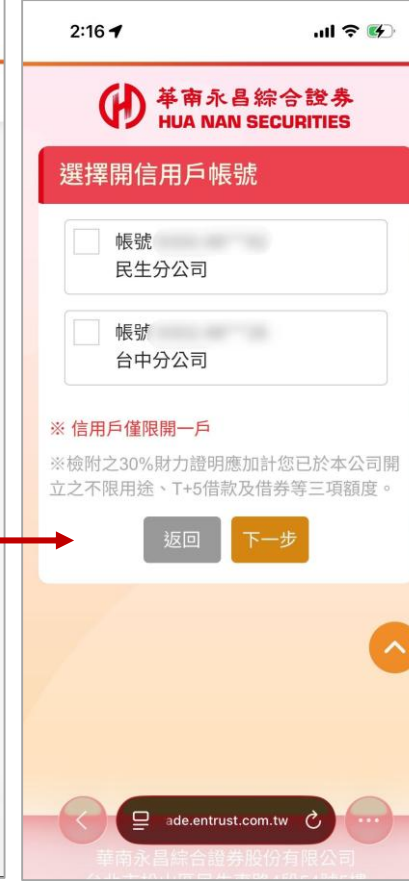 2:16
華南永昌綜合證券
HUA NAN SECURITIES
選擇開信用戶帳號
帳號
民生分公司
帳號
台中分公司
※ 信用戶僅限開一戶
※檢附之30%財力證明應加計您已於本公司開
立之不限用途、T+5借款及借券等三項額度。
返回
下一步
ade.entrust.com.tw
華南永昌綜合證券股份有限公司